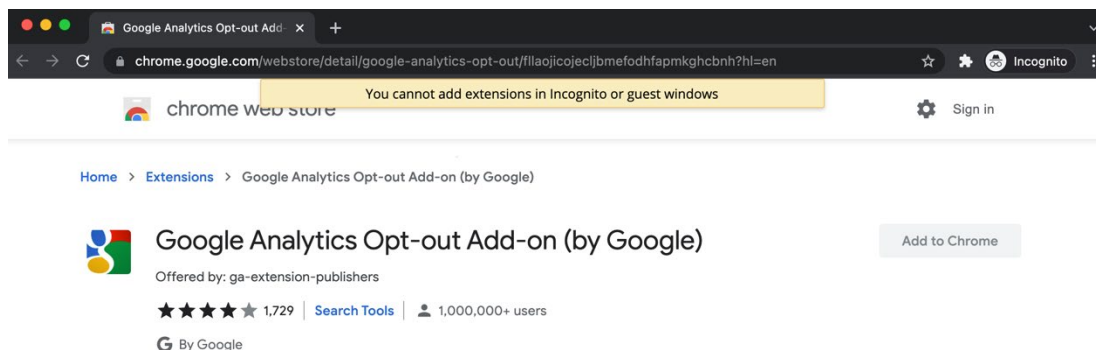 Google Analytics Opt-out Add-
chrome.google.com/webstore/detail/google-analytics-opt-out/fllaojicojecljbmefodhfapmkghcbnh?hl=en
Incognito
You cannot add extensions in Incognito or guest windows
chrome web store
Sign in
Home > Extensions > Google Analytics Opt-out Add-on (by Google)
Google Analytics Opt-out Add-on (by Google)
Add to Chrome
Offered by: ga-extension-publishers
1,729 | Search Tools | 1,000,000+ users
G By Google